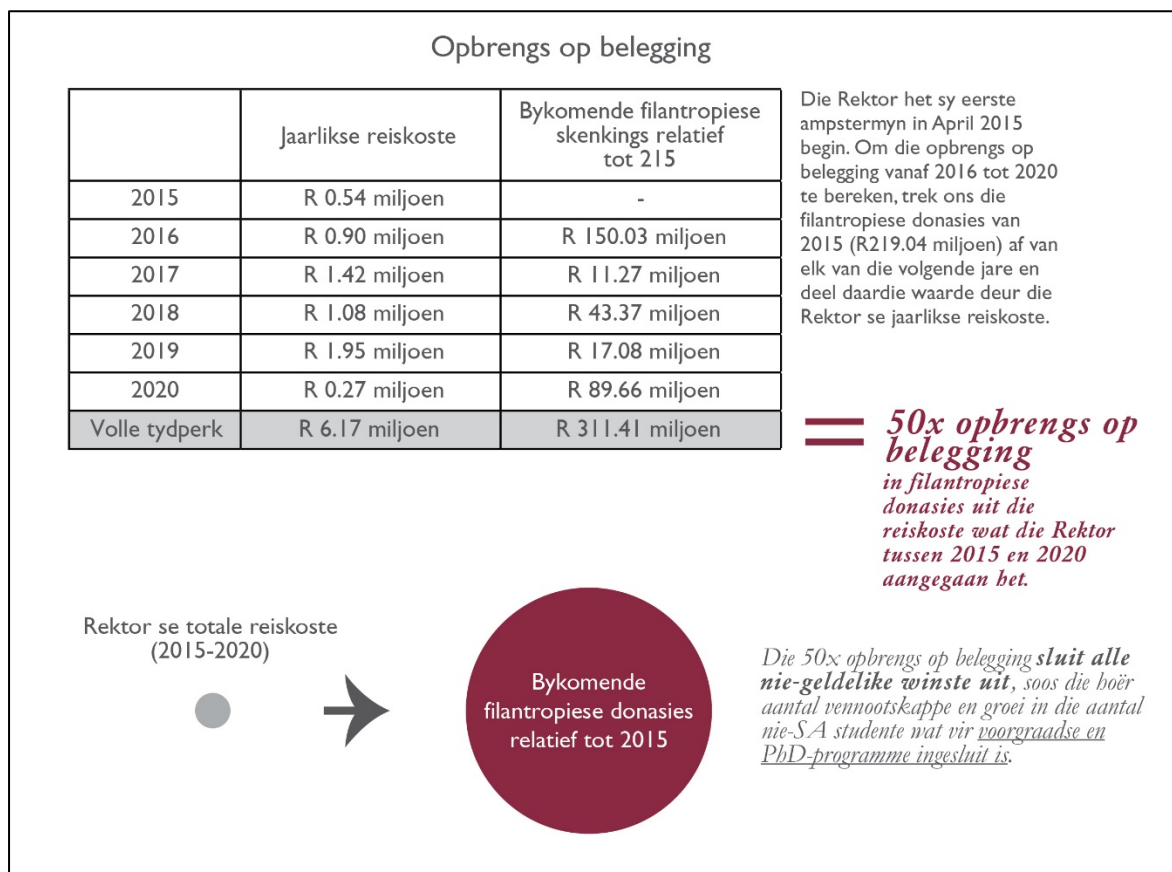 Opbrengs op belegging
Jaarlikse reiskoste
Bykomende filantropiese
skenkings relatief
tot 215
2015 R 0.54 miljoen -
2016 R 0.90 miljoen R 150.03 miljoen
2017 R 1.42 miljoen R 11.27 miljoen
2018 R 1.08 miljoen R 43.37 miljoen
2019 R 1.95 miljoen R 17.08 miljoen
2020 R 0.27 miljoen R 89.66 miljoen
Volle tydperk R 6.17 miljoen R 311.41 miljoen
Die Rektor het sy eerste
ampstermyn in April 2015
begin. Om die opbrengs op
belegging vanaf 2016 tot 2020
te bereken, trek ons die
filantropiese donasies van
2015 (R219.04 miljoen) af van
elk van die volgende jare en
deel daardie waarde deur die
Rektor se jaarlikse reiskoste.
= 50x opbrengs op
belegging
in filantropiese
donasies uit die
reiskoste wat die Rektor
tussen 2015 en 2020
aangegaan het.
Rektor se totale reiskoste
(2015-2020)
Bykomende
filantropiese donasies
relatief tot 2015
Die 50x opbrengs op belegging sluit alle
nie-geldelike winste uit, soos die hoër
aantal vennootskappe en groei in die aantal
nie-SA studente wat vir voorgraadse en
PhD-programme ingesluit is.